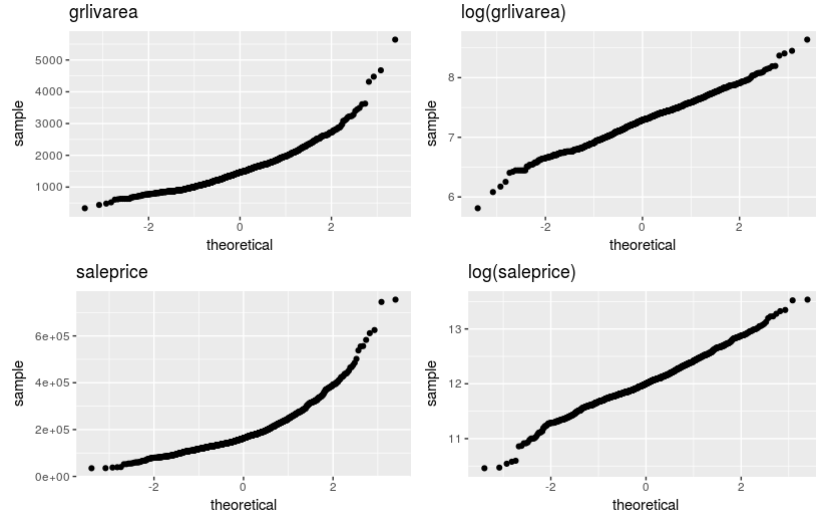 grlivarea
5000
4000
3000
2000
1000
sample
-2 0 2
theoretical
log(grlivarea)
8
7
6
sample
-2 0 2
theoretical
saleprice
6e+05
4e+05
2e+05
0e+00
sample
-2 0 2
theoretical
log(saleprice)
13
12
11
sample
-2 0 2
theoretical